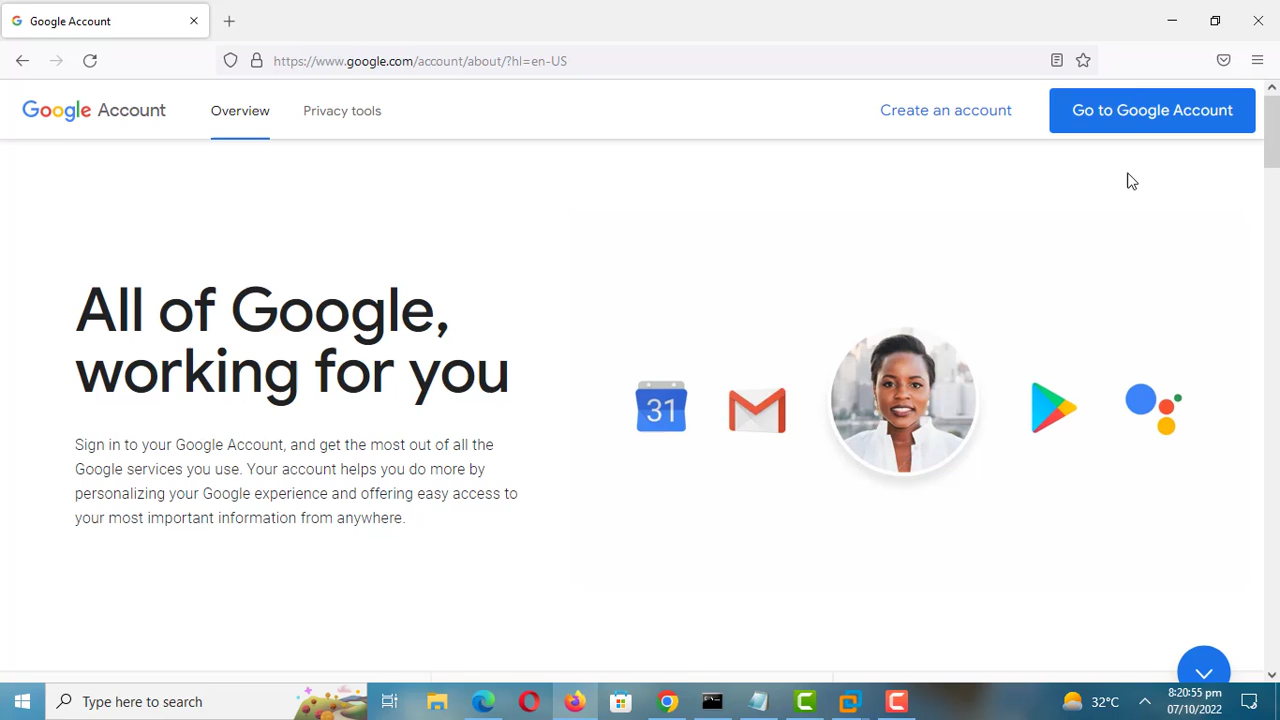 Google Account
https://www.google.com/account/about/?hl=en-US
Google Account
Overview
Privacy tools
Create an account
Go to Google Account
All of Google,
working for you
31
Sign in to your Google Account, and get the most out of all the
Google services you use. Your account helps you do more by
personalizing your Google experience and offering easy access to
your most important information from anywhere.
Type here to search
32°C
8:20:55 pm
07/10/2022